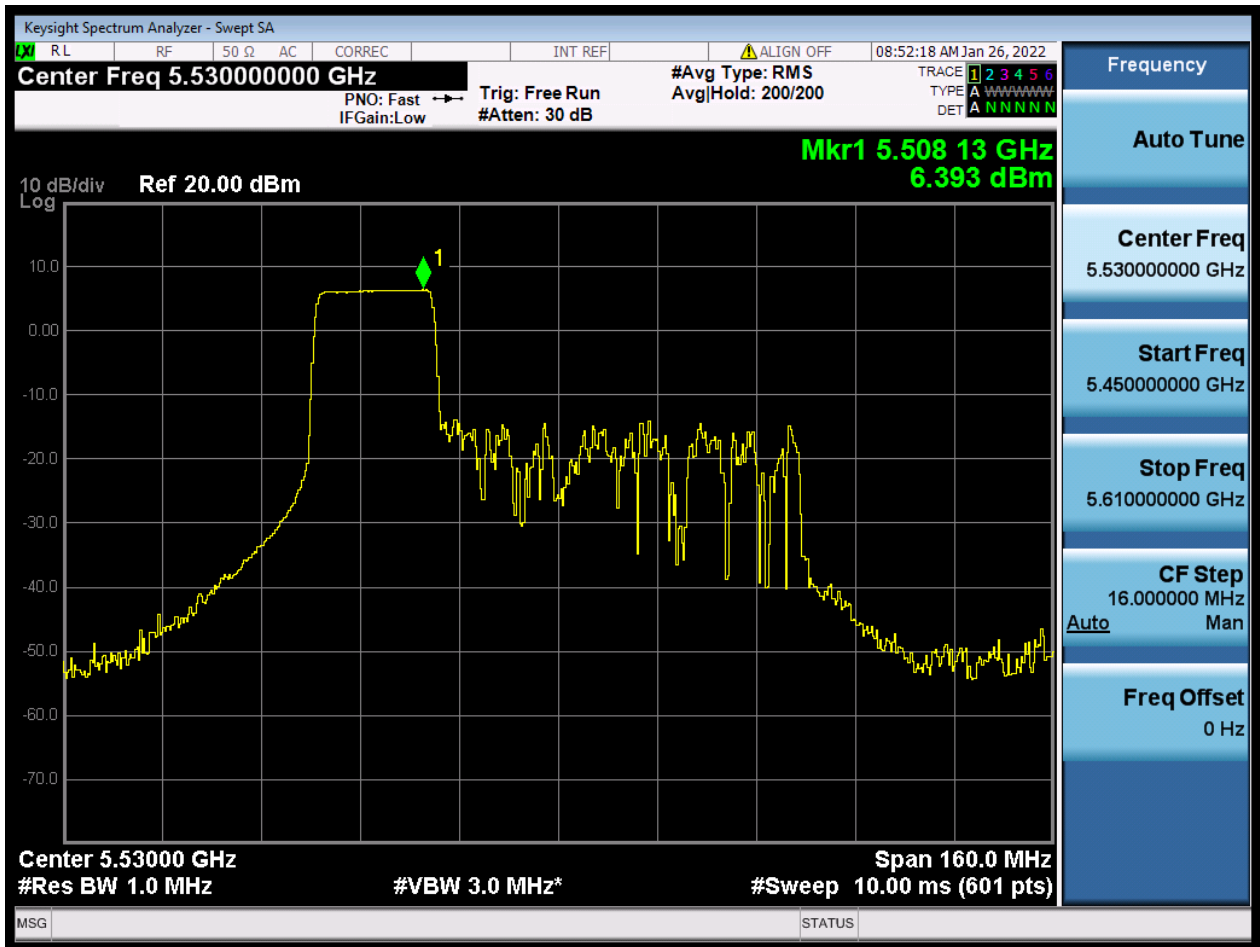 Keysight Spectrum Analyzer - Swept SA
LXI RL RF 50 Ω AC CORREC INT REF ALIGN OFF 08:52:18 AM Jan 26, 2022
Center Freq 5.530000000 GHz
PNO: Fast
IFGain:Low
Trig: Free Run
#Atten: 30 dB
#Avg Type: RMS
Avg|Hold: 200/200
TRACE 1 2 3 4 5 6
TYPE A WWWWW
DET A N N N N N
Mkr1 5.508 13 GHz
6.393 dBm
10 dB/div Ref 20.00 dBm
Log
1
10.0
0.00
-10.0
-20.0
-30.0
-40.0
-50.0
-60.0
-70.0
Center 5.53000 GHz Span 160.0 MHz
#Res BW 1.0 MHz #VBW 3.0 MHz* #Sweep 10.00 ms (601 pts)
MSG STATUS
Frequency
Auto Tune
Center Freq
5.530000000 GHz
Start Freq
5.450000000 GHz
Stop Freq
5.610000000 GHz
CF Step
16.000000 MHz
Auto Man
Freq Offset
0 Hz